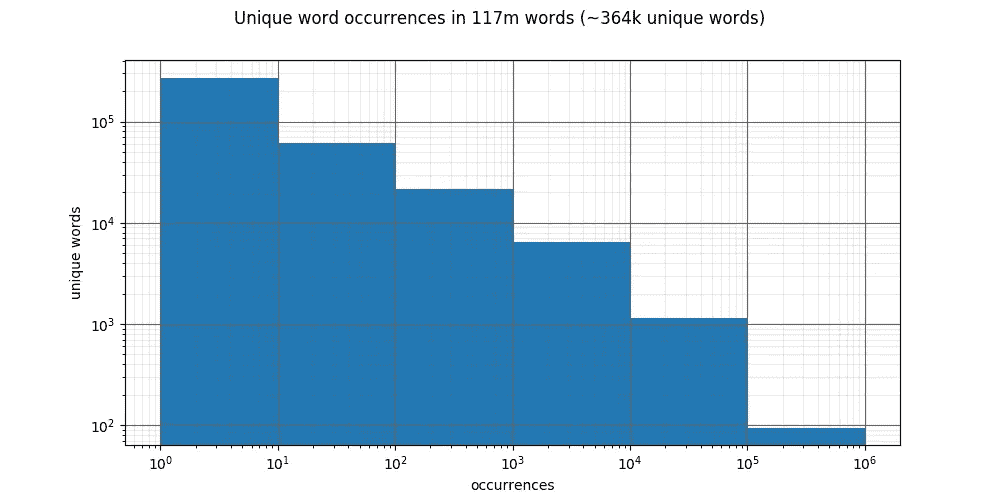 Unique word occurrences in 117m words (~364k unique words)
unique words
10⁵
10⁴
10³
10²
10⁰ 10¹ 10² 10³ 10⁴ 10⁵ 10⁶
occurrences